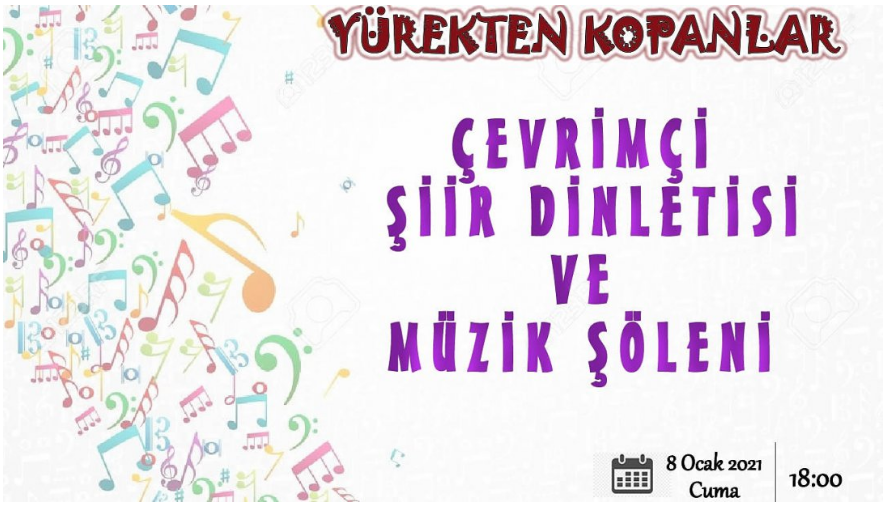 YÜREKTEN KOPANLAR
ÇEVRİMÇİ
ŞİİR DİNLETİSİ
VE
MÜZİK ŞÖLENİ
8 Ocak 2021
Cuma
18:00